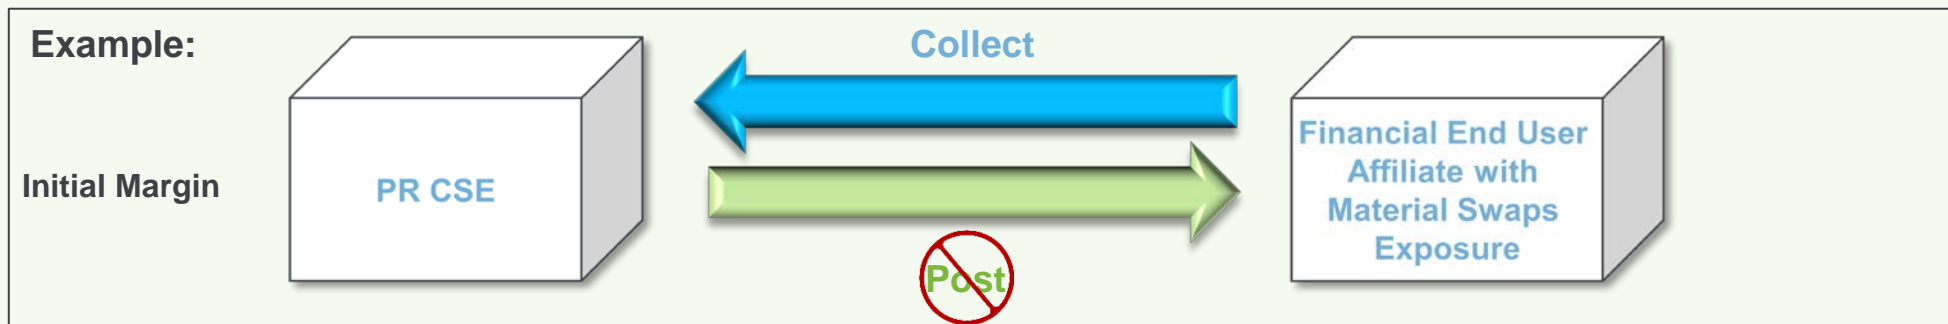 Example:
Collect
Initial Margin
PR CSE
Post
Financial End User
Affiliate with
Material Swaps
Exposure